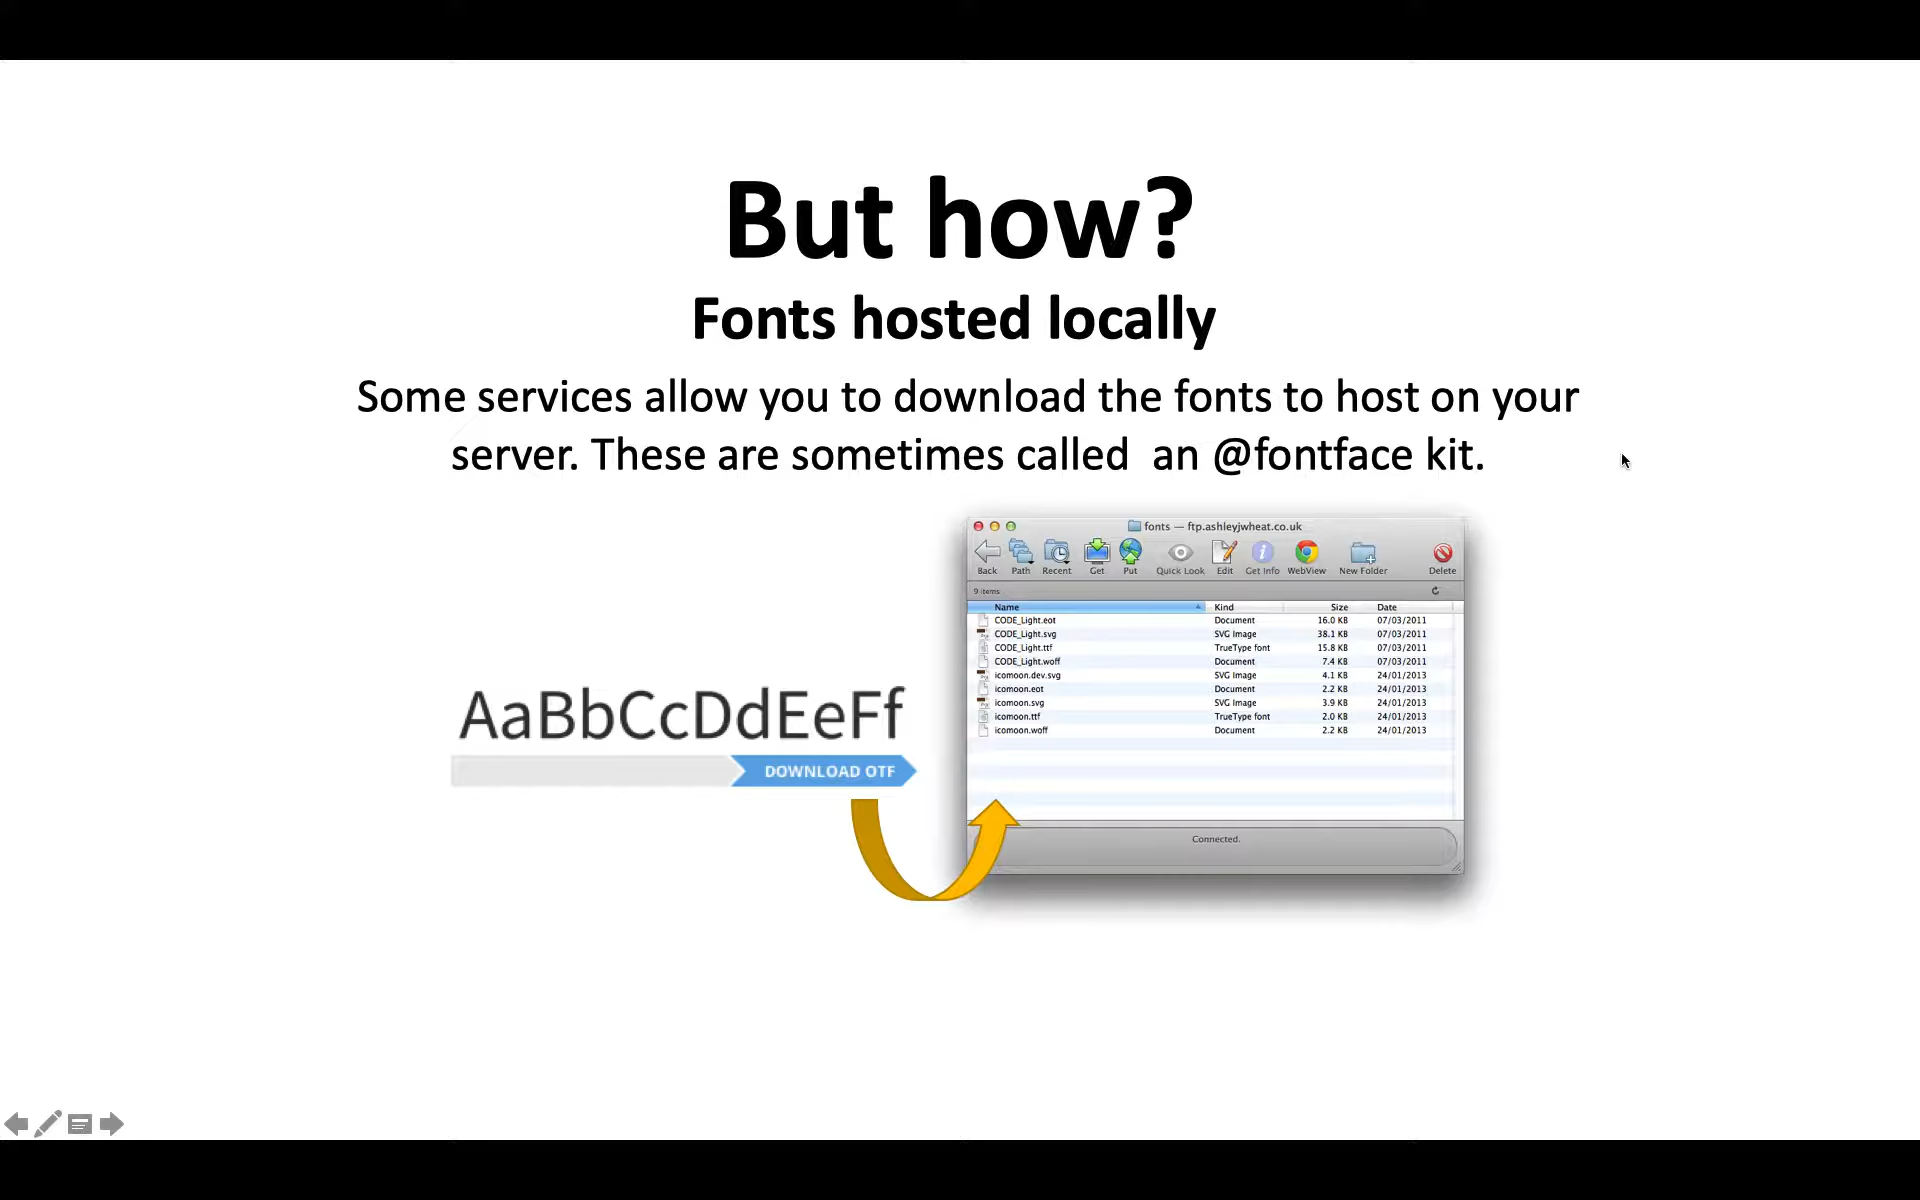 But how?
Fonts hosted locally
Some services allow you to download the fonts to host on your
server. These are sometimes called  an @fontface kit.
AaBbCcDdEeFf
DOWNLOAD OTF
fonts — ftp.ashleyjwheat.co.uk
Back Path Recent Get Put Quick Look Edit Get Info WebView New Folder Delete
9 items
Name Kind Size Date
CODE_Light.eot Document 16.0 KB 07/03/2011
CODE_Light.svg SVG Image 38.1 KB 07/03/2011
CODE_Light.ttf TrueType font 15.8 KB 07/03/2011
CODE_Light.woff Document 7.4 KB 07/03/2011
icomoon.dev.svg SVG Image 4.1 KB 24/01/2013
icomoon.eot Document 2.2 KB 24/01/2013
icomoon.svg SVG Image 3.9 KB 24/01/2013
icomoon.ttf TrueType font 2.0 KB 24/01/2013
icomoon.woff Document 2.2 KB 24/01/2013
Connected.